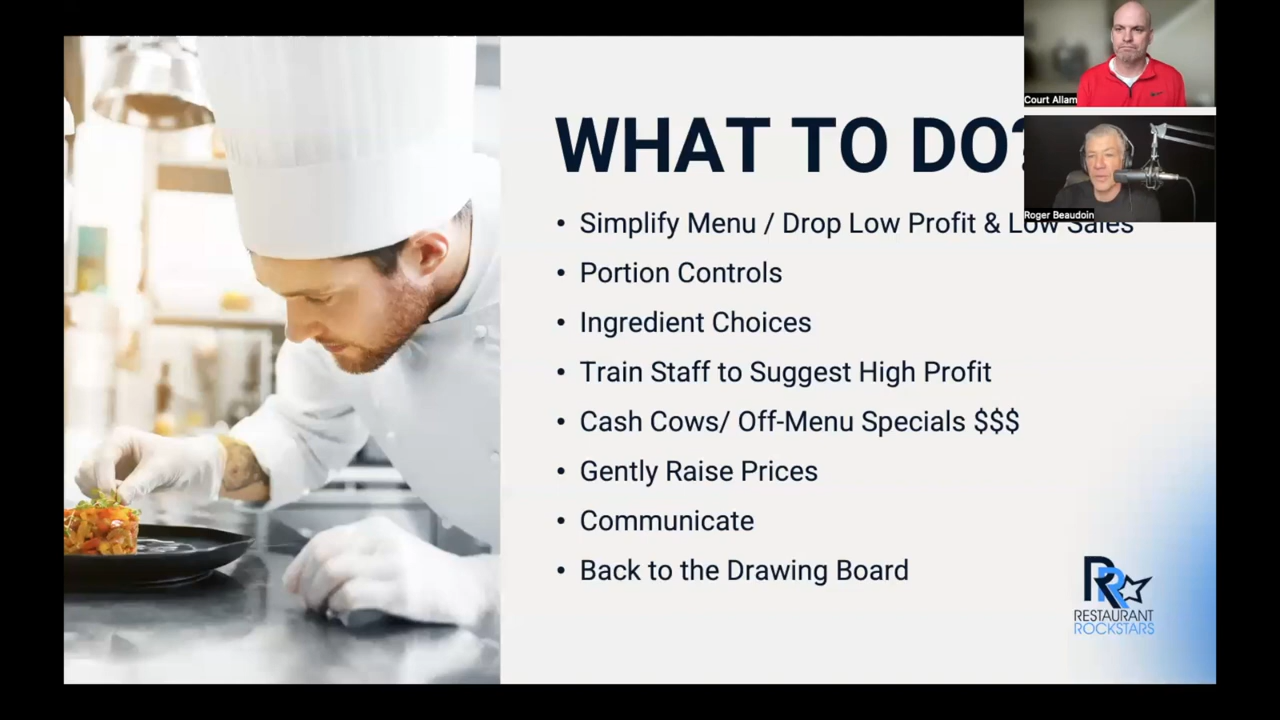 Court Allam
WHAT TO DO?
Roger Beaudoin
• Simplify Menu / Drop Low Profit & Low Sales
• Portion Controls
• Ingredient Choices
• Train Staff to Suggest High Profit
• Cash Cows/ Off-Menu Specials $$$
• Gently Raise Prices
• Communicate
• Back to the Drawing Board
RR
RESTAURANT
ROCKSTARS